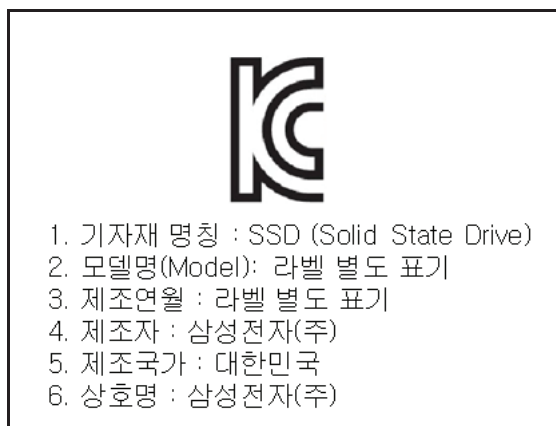 KC
1. 기자재 명칭 : SSD (Solid State Drive)
2. 모델명(Model): 라벨 별도 표기
3. 제조연월 : 라벨 별도 표기
4. 제조자 : 삼성전자(주)
5. 제조국가 : 대한민국
6. 상호명 : 삼성전자(주)